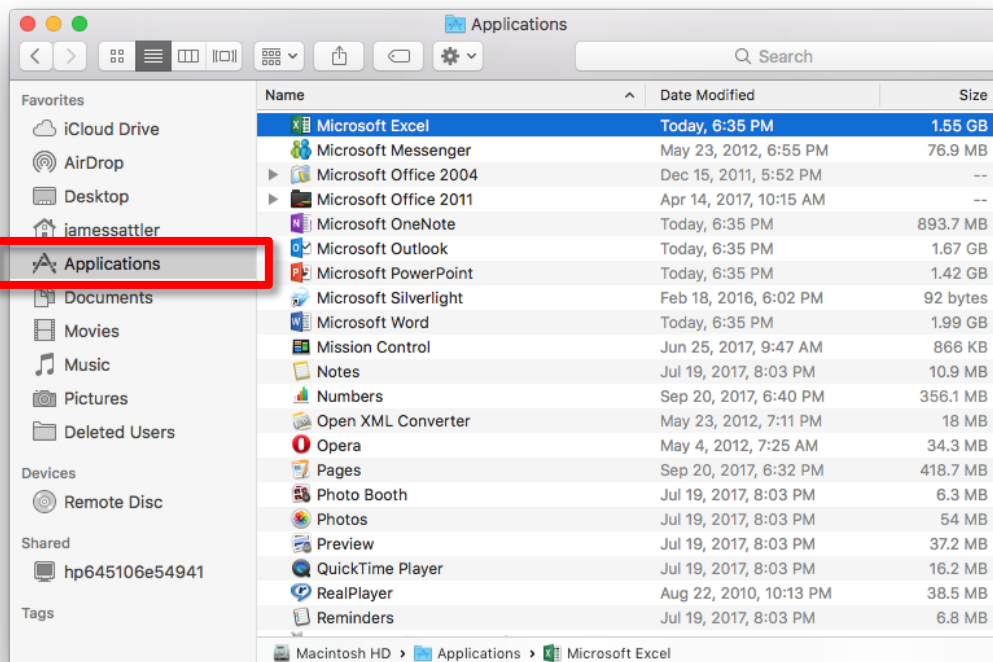 Applications
Search
Favorites
iCloud Drive
AirDrop
Desktop
jamessattler
Applications
Documents
Movies
Music
Pictures
Deleted Users
Devices
Remote Disc
Shared
hp645106e54941
Tags
Name Date Modified Size
Microsoft Excel Today, 6:35 PM 1.55 GB
Microsoft Messenger May 23, 2012, 6:55 PM 76.9 MB
Microsoft Office 2004 Dec 15, 2011, 5:52 PM --
Microsoft Office 2011 Apr 14, 2017, 10:15 AM --
Microsoft OneNote Today, 6:35 PM 893.7 MB
Microsoft Outlook Today, 6:35 PM 1.67 GB
Microsoft PowerPoint Today, 6:35 PM 1.42 GB
Microsoft Silverlight Feb 18, 2016, 6:02 PM 92 bytes
Microsoft Word Today, 6:35 PM 1.99 GB
Mission Control Jun 25, 2017, 9:47 AM 866 KB
Notes Jul 19, 2017, 8:03 PM 10.9 MB
Numbers Sep 20, 2017, 6:40 PM 356.1 MB
Open XML Converter May 23, 2012, 7:11 PM 18 MB
Opera May 4, 2012, 7:25 AM 34.3 MB
Pages Sep 20, 2017, 6:32 PM 418.7 MB
Photo Booth Jul 19, 2017, 8:03 PM 6.3 MB
Photos Jul 19, 2017, 8:03 PM 54 MB
Preview Jul 19, 2017, 8:03 PM 37.2 MB
QuickTime Player Jul 19, 2017, 8:03 PM 16.2 MB
RealPlayer Aug 22, 2010, 10:13 PM 38.5 MB
Reminders Jul 19, 2017, 8:03 PM 6.8 MB
Macintosh HD › Applications › Microsoft Excel